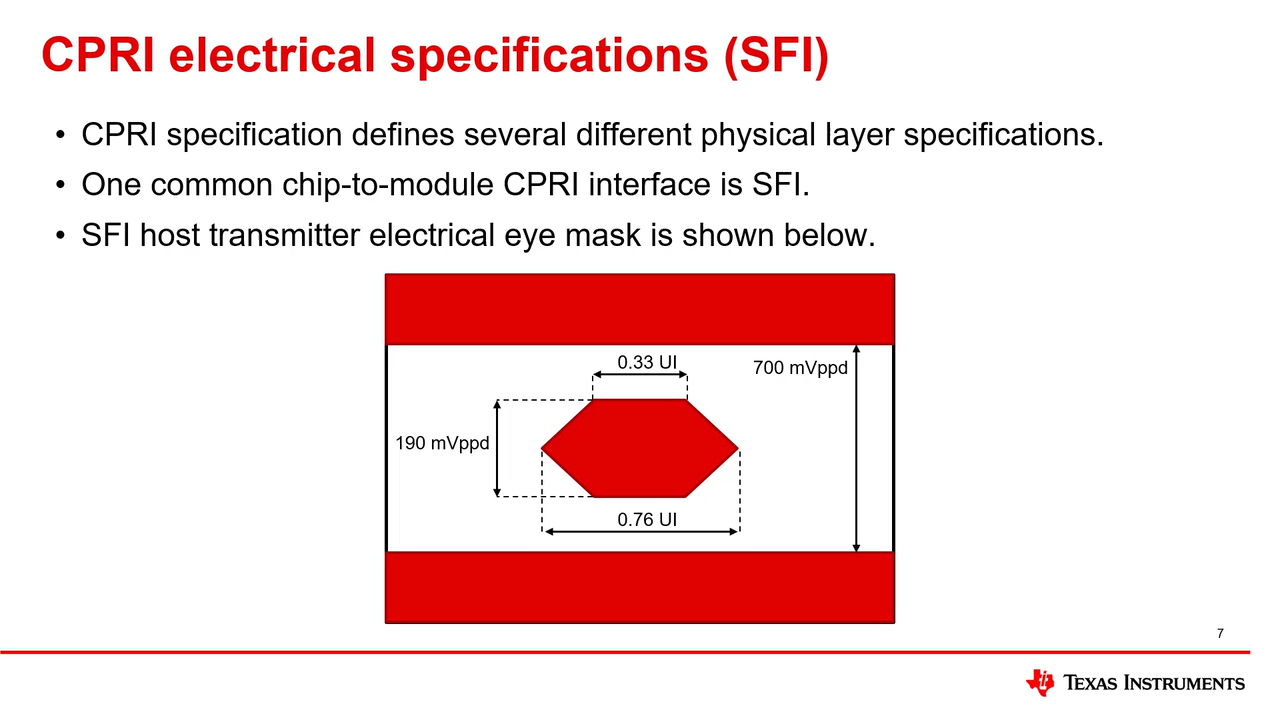 CPRI electrical specifications (SFI)
• CPRI specification defines several different physical layer specifications.
• One common chip-to-module CPRI interface is SFI.
• SFI host transmitter electrical eye mask is shown below.
0.33 UI
700 mVppd
190 mVppd
0.76 UI
7
TEXAS INSTRUMENTS